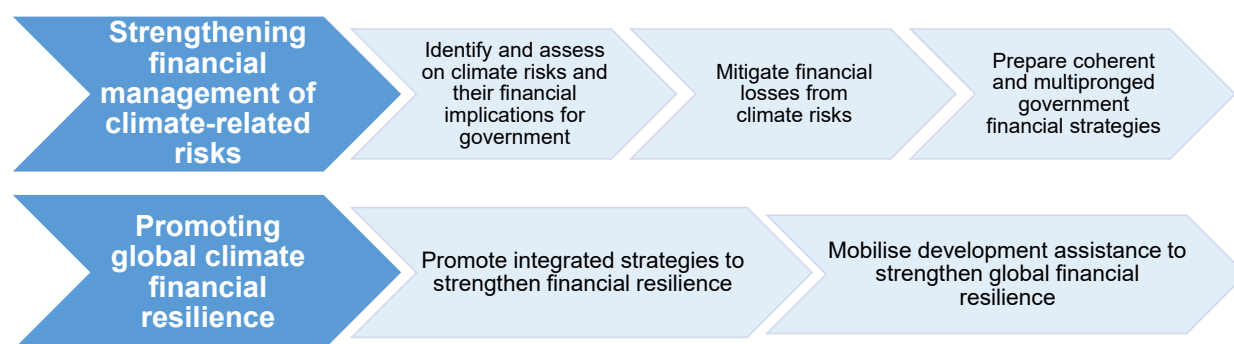 Strengthening
financial
management of
climate-related
risks
Identify and assess
on climate risks and
their financial
implications for
government
Mitigate financial
losses from
climate risks
Prepare coherent
and multipronged
government
financial strategies
Promoting
global climate
financial
resilience
Promote integrated strategies to
strengthen financial resilience
Mobilise development assistance to
strengthen global financial
resilience